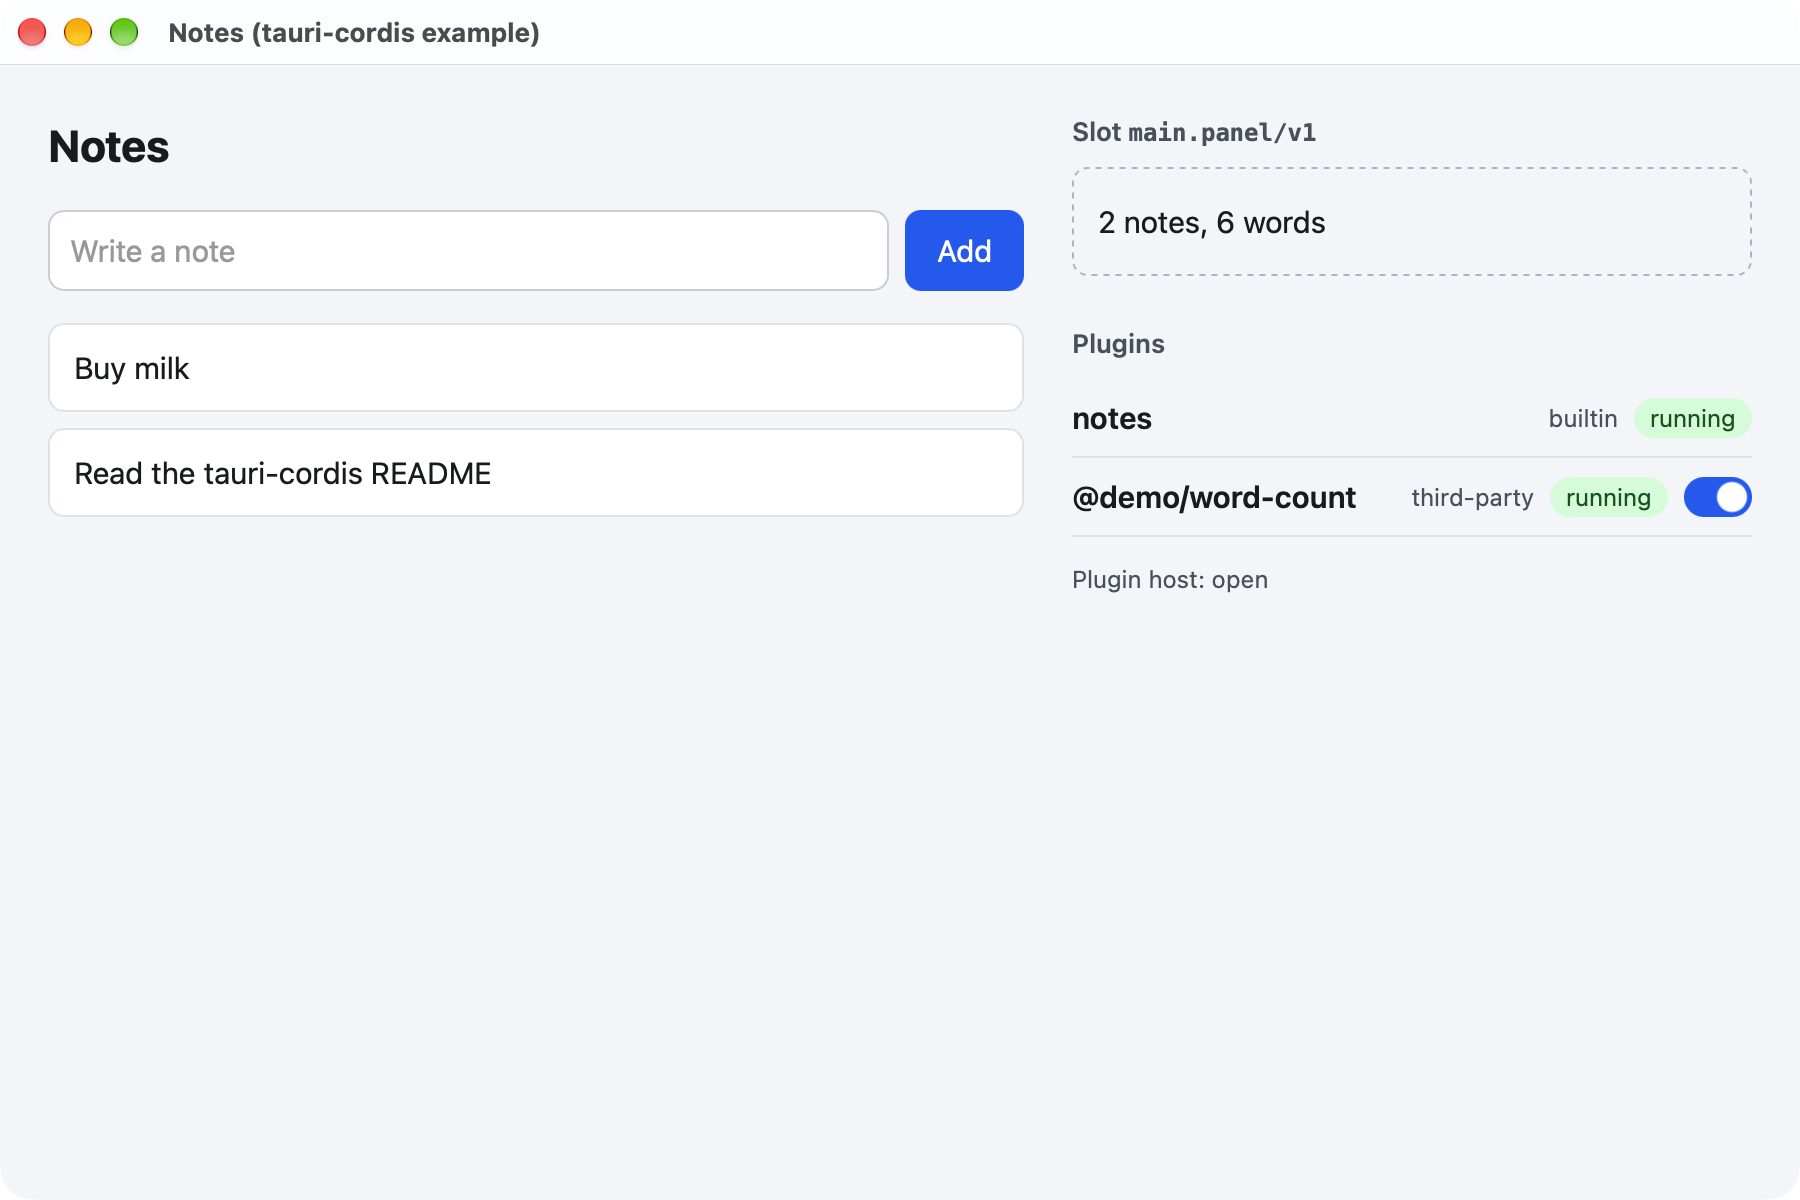 Notes (tauri-cordis example)
Notes
Write a note
Add
Buy milk
Read the tauri-cordis README
Slot main.panel/v1
2 notes, 6 words
Plugins
notes builtin running
@demo/word-count third-party running
Plugin host: open